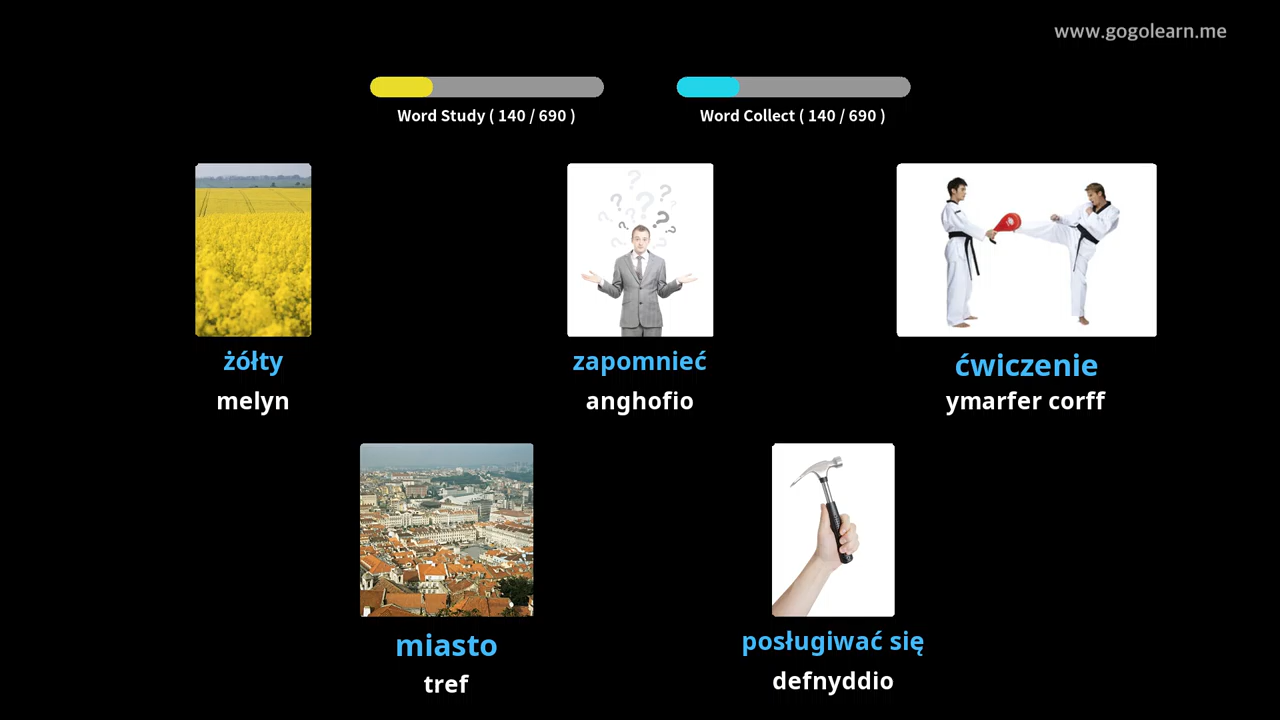 www.gogolearn.me
Word Study ( 140 / 690 )
Word Collect ( 140 / 690 )
żółty
melyn
zapomnieć
anghofio
ćwiczenie
ymarfer corff
miasto
tref
posługiwać się
defnyddio